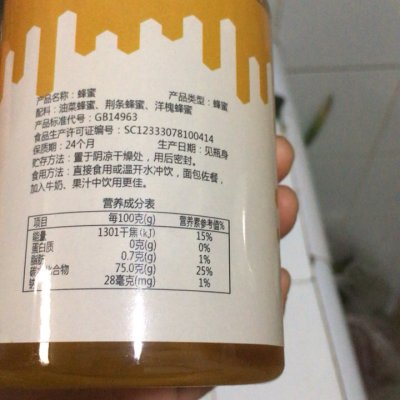 产品名称：蜂蜜 产品类型：蜂蜜
配料：油菜蜂蜜、荆条蜂蜜、洋槐蜂蜜
产品标准代号：GB14963
食品生产许可证编号：SC12333078100414
保质期：24个月 生产日期：见瓶身
贮存方法：置于阴凉干燥处，用后密封。
食用方法：直接食用或温开水冲饮，面包佐餐，
加入牛奶、果汁中饮用更佳。
营养成分表
项目 每100克(g) 营养素参考值%
能量 1301千焦(kJ) 15%
蛋白质 0克(g) 0%
脂肪 0.7克(g) 1%
碳水化合物 75.0克(g) 25%
28毫克(mg) 1%